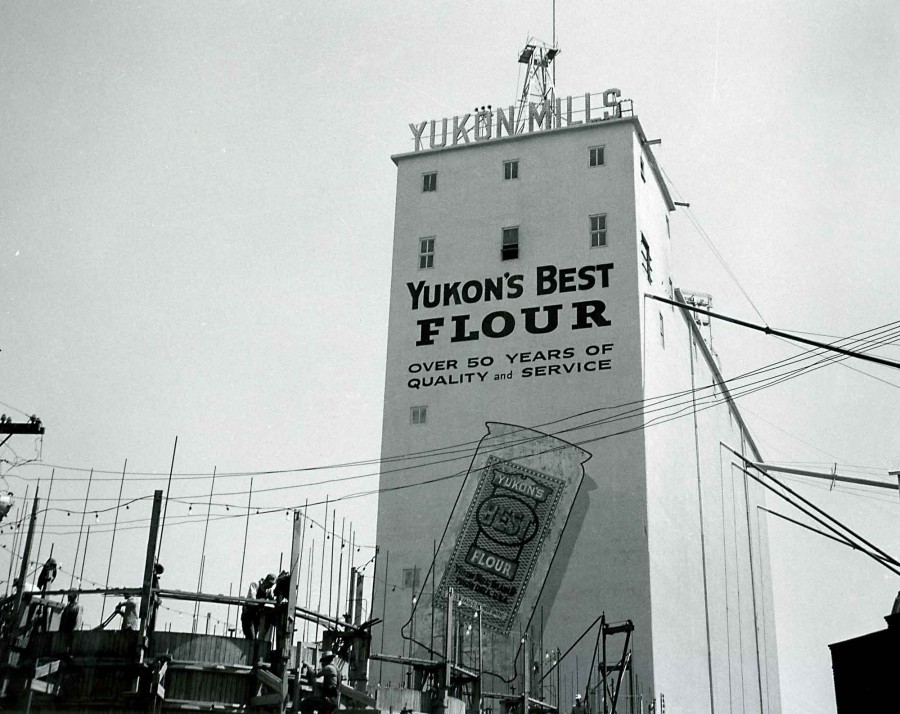 YUKON MILLS
YUKON'S BEST
FLOUR
OVER 50 YEARS OF
QUALITY and SERVICE
YUKON'S
BEST
FLOUR